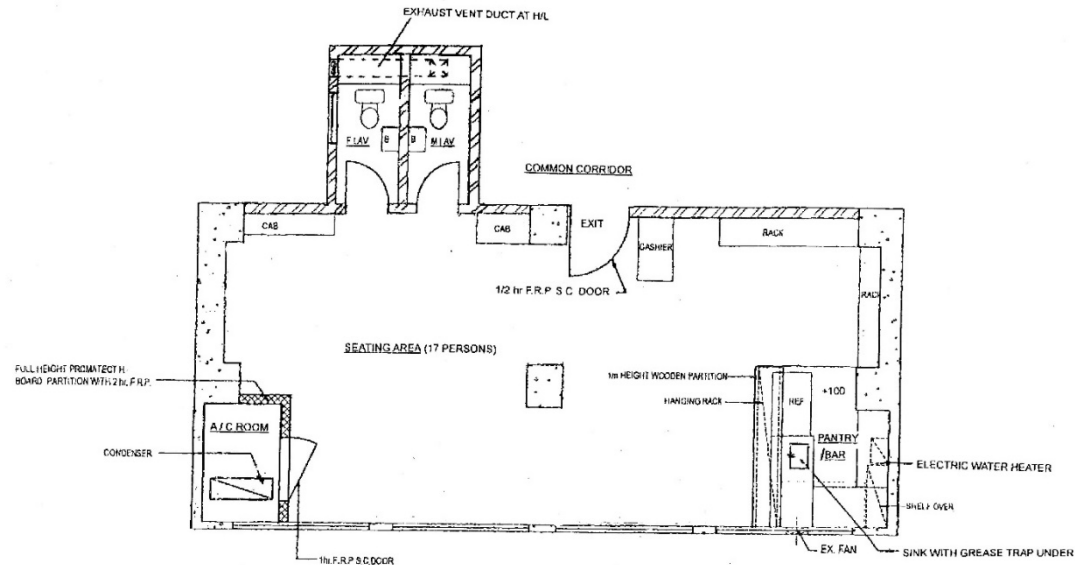 EXHAUST VENT DUCT AT H/L
F.LAV
B
B
M.LAV
COMMON CORRIDOR
CAB
CAB
EXIT
CASHIER
RACK
RACK
1/2 hr F.R.P S.C. DOOR
SEATING AREA (17 PERSONS)
FULL HEIGHT PROMATECT H-
BOARD PARTITION WITH 2 hr. F.R.P.
1m HEIGHT WOODEN PARTITION
HANGING RACK
REF
+100
A / C ROOM
PANTRY
/BAR
CONDENSER
ELECTRIC WATER HEATER
SHELF OVER
EX. FAN
SINK WITH GREASE TRAP UNDER
1hr. F.R.P S.C. DOOR